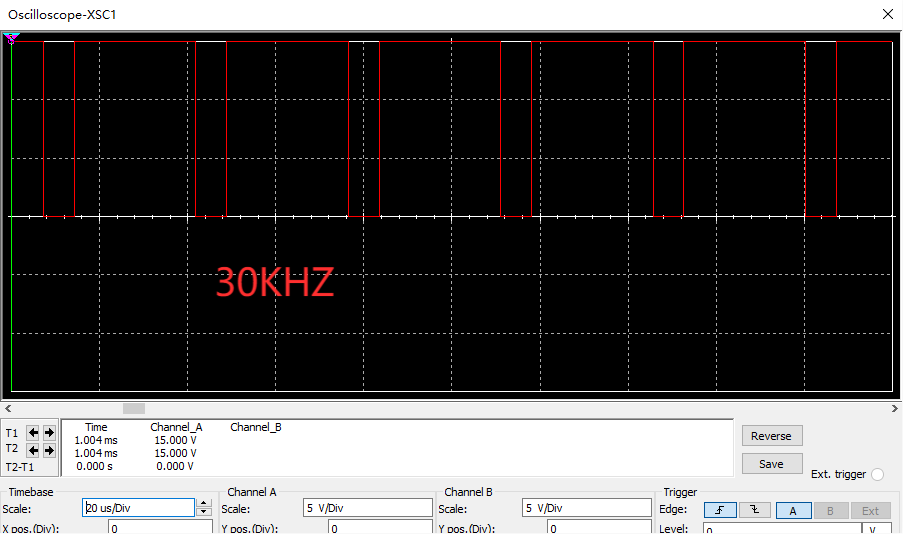 Oscilloscope-XSC1
30KHZ
T1
T2
T2-T1
Time Channel_A Channel_B
1.004 ms 15.000 V
1.004 ms 15.000 V
0.000 s 0.000 V
Reverse
Save
Ext. trigger
Timebase
Scale: 20 us/Div
X pos.(Div): 0
Channel A
Scale: 5 V/Div
Y pos.(Div): 0
Channel B
Scale: 5 V/Div
Y pos.(Div): 0
Trigger
Edge: A B Ext
Level: 0 V